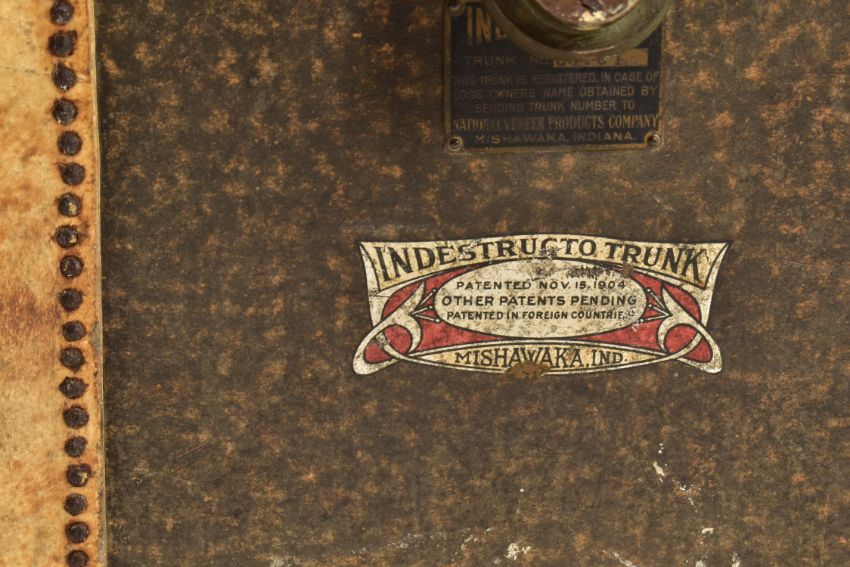 TRUNK NO.
THIS TRUNK IS REGISTERED. IN CASE OF
LOSS OWNERS NAME OBTAINED BY
SENDING TRUNK NUMBER TO
NATIONAL VENEER PRODUCTS COMPANY
MISHAWAKA, INDIANA.
INDESTRUCTO TRUNK
PATENTED NOV. 15, 1904
OTHER PATENTS PENDING
PATENTED IN FOREIGN COUNTRIES
MISHAWAKA, IND.